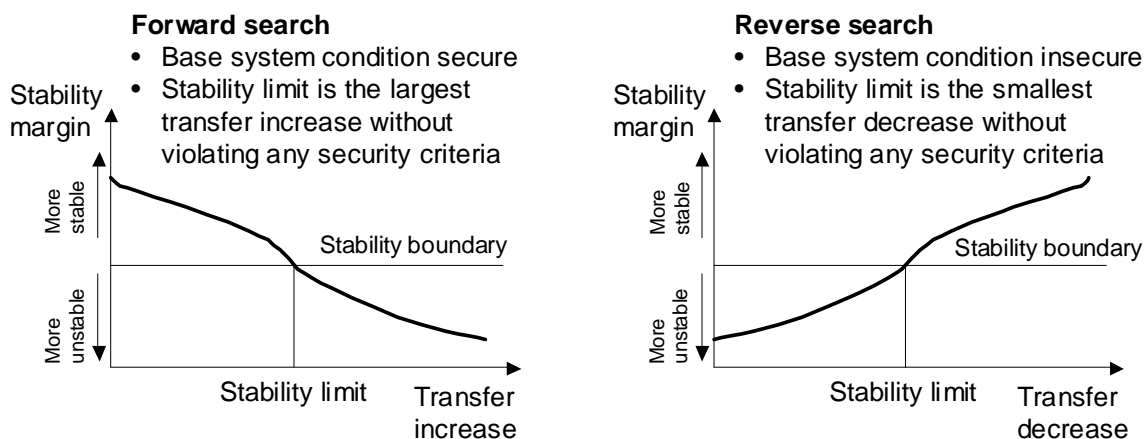 Forward search
• Base system condition secure
• Stability limit is the largest
transfer increase without
violating any security criteria
Stability
margin
More
stable
More
unstable
Stability boundary
Stability limit
Transfer
increase
Reverse search
• Base system condition insecure
• Stability limit is the smallest
transfer decrease without
violating any security criteria
Stability
margin
More
stable
More
unstable
Stability boundary
Stability limit
Transfer
decrease